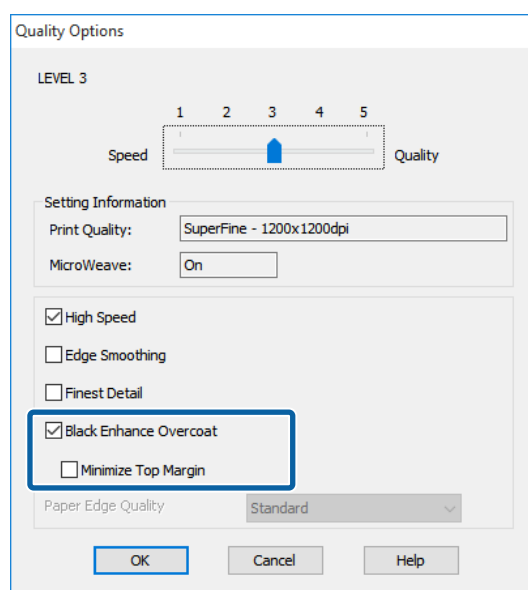 Quality Options
LEVEL 3
1 2 3 4 5
Speed Quality
Setting Information
Print Quality: SuperFine - 1200x1200dpi
MicroWeave: On
High Speed
Edge Smoothing
Finest Detail
Black Enhance Overcoat
Minimize Top Margin
Paper Edge Quality Standard
OK Cancel Help